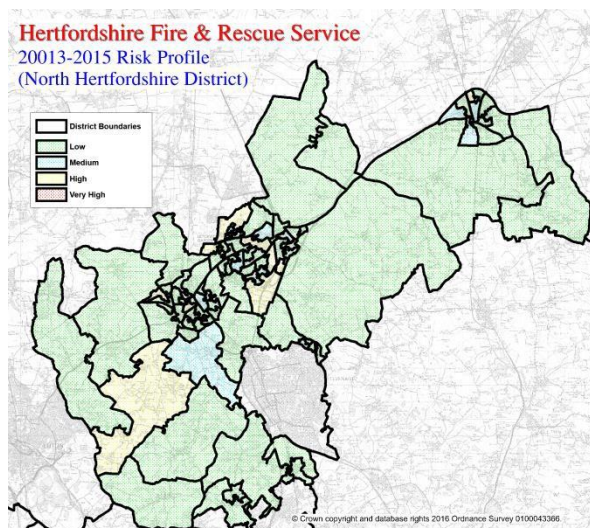 Hertfordshire Fire & Rescue Service
20013-2015 Risk Profile
(North Hertfordshire District)
District Boundaries
Low
Medium
High
Very High
© Crown copyright and database rights 2016 Ordnance Survey 0100043366.